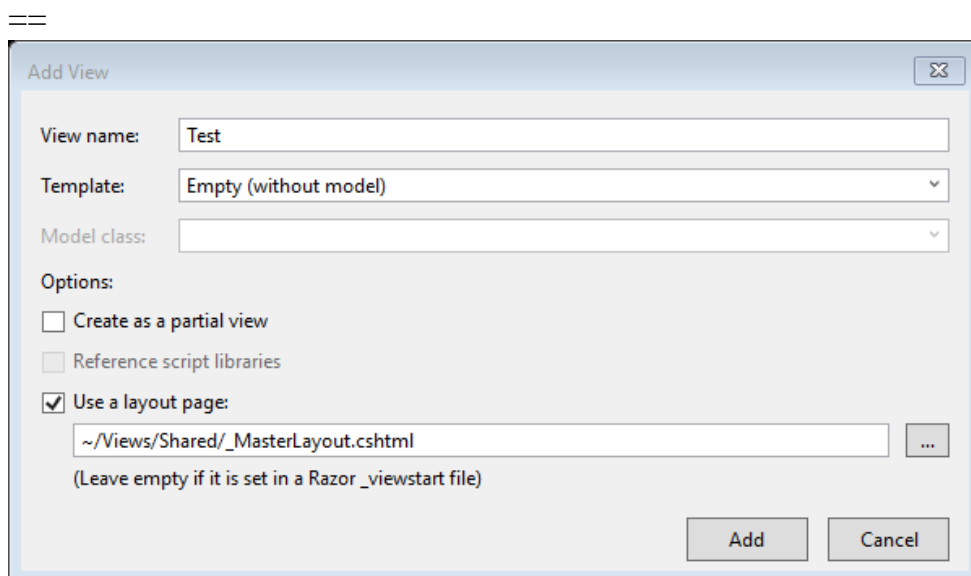 ==
Add View
View name: Test
Template: Empty (without model)
Model class:
Options:
Create as a partial view
Reference script libraries
Use a layout page:
~/Views/Shared/_MasterLayout.cshtml ...
(Leave empty if it is set in a Razor _viewstart file)
Add Cancel